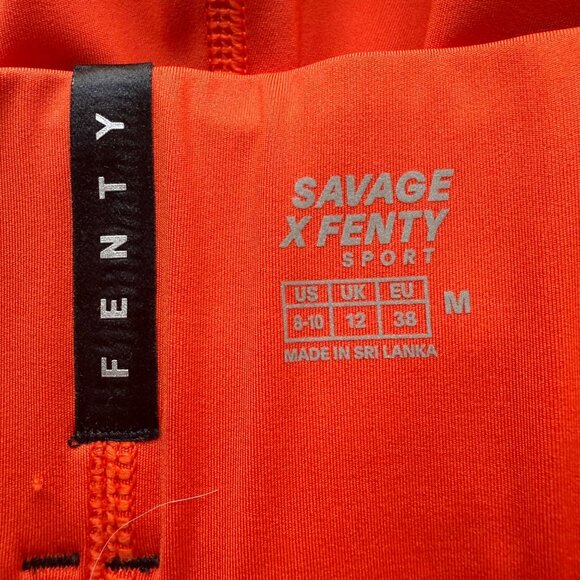 FENTY
SAVAGE
X FENTY
SPORT
US UK EU
8-10 12 38 M
MADE IN SRI LANKA